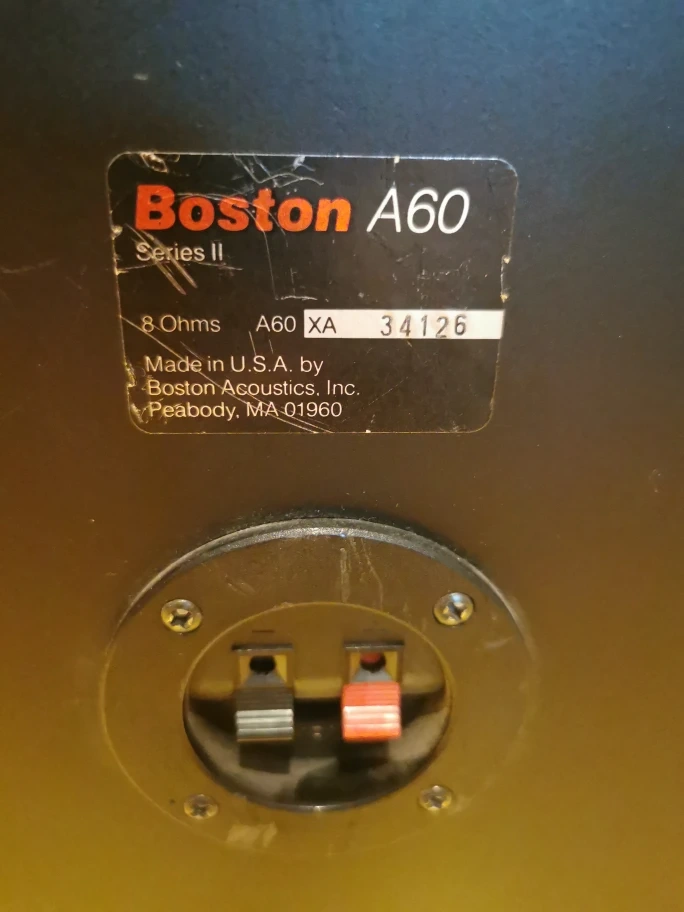 Boston A60
Series II
8 Ohms A60 XA 34126
Made in U.S.A. by
Boston Acoustics, Inc.
Peabody, MA 01960